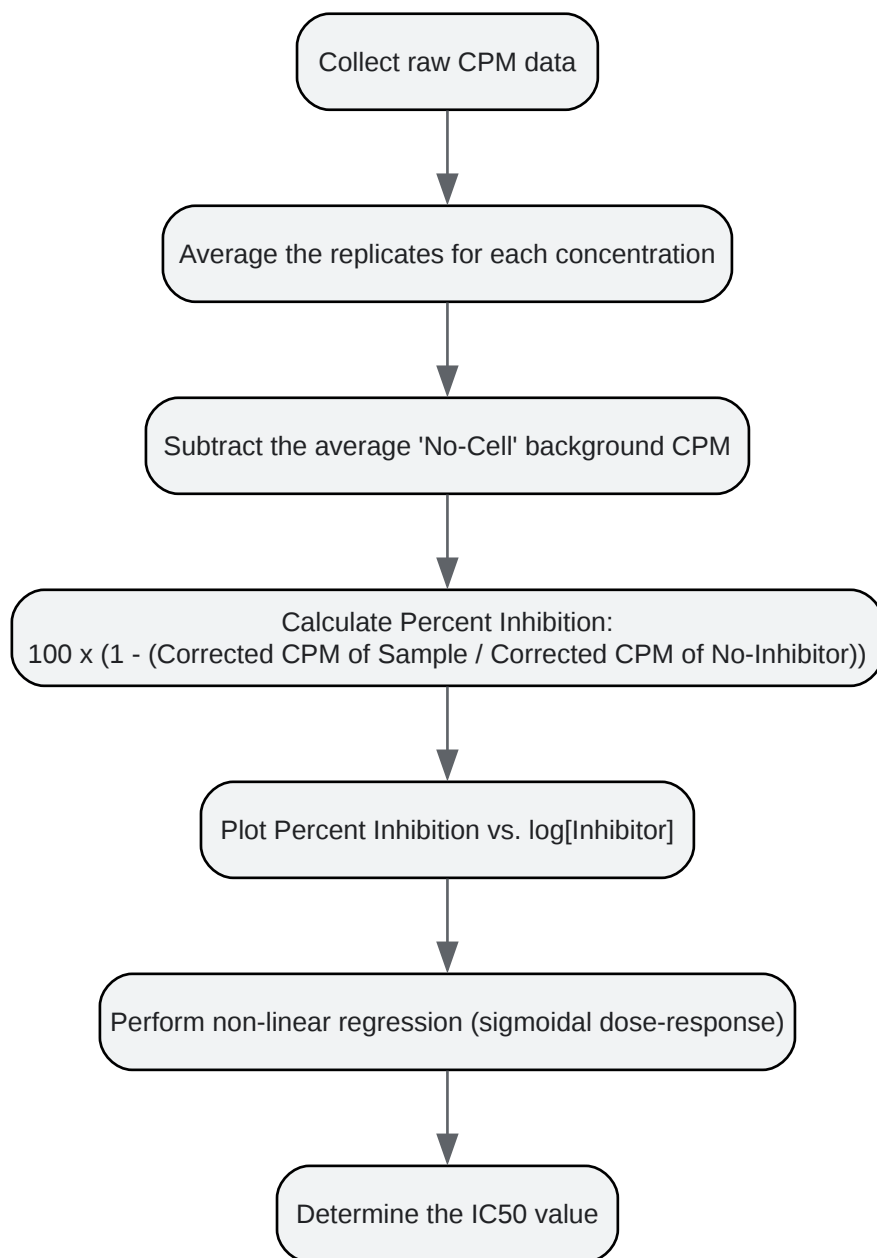 Collect raw CPM data
Average the replicates for each concentration
Subtract the average 'No-Cell' background CPM
Calculate Percent Inhibition:
100 x (1 - (Corrected CPM of Sample / Corrected CPM of No-Inhibitor))
Plot Percent Inhibition vs. log[Inhibitor]
Perform non-linear regression (sigmoidal dose-response)
Determine the IC50 value